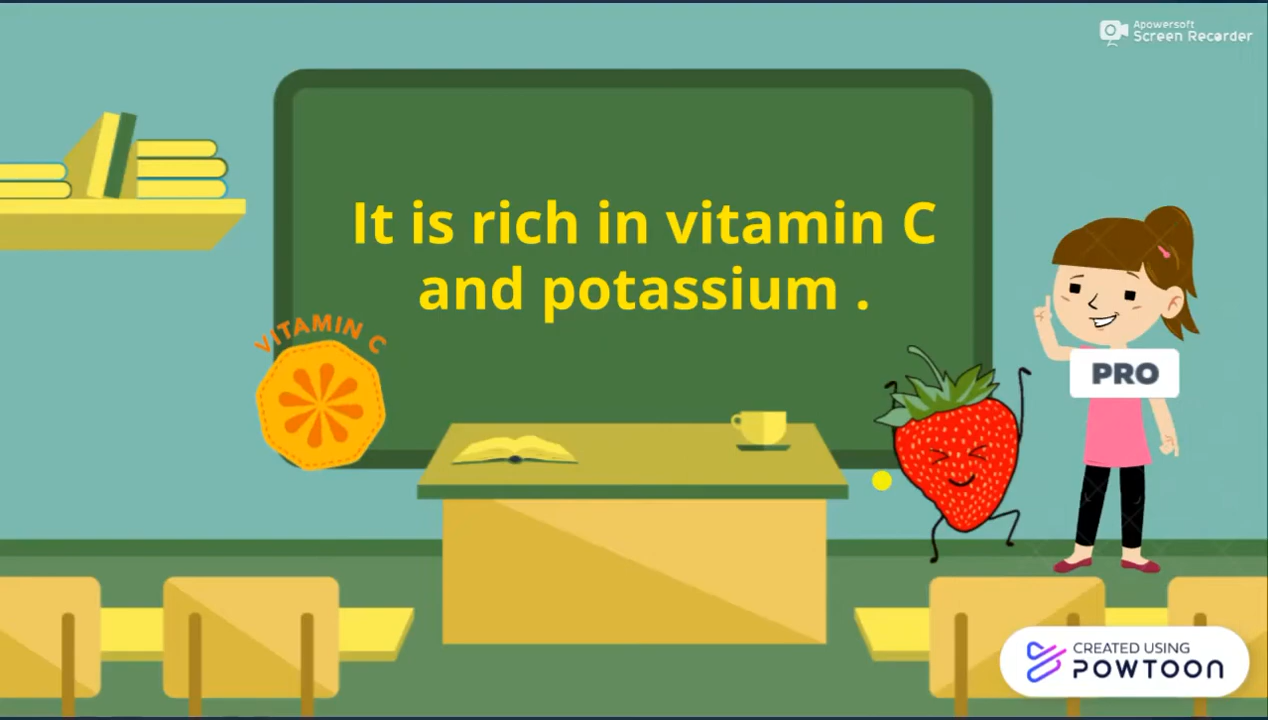 Apowersoft
Screen Recorder
It is rich in vitamin C
and potassium .
VITAMIN C
PRO
CREATED USING
POWTOON